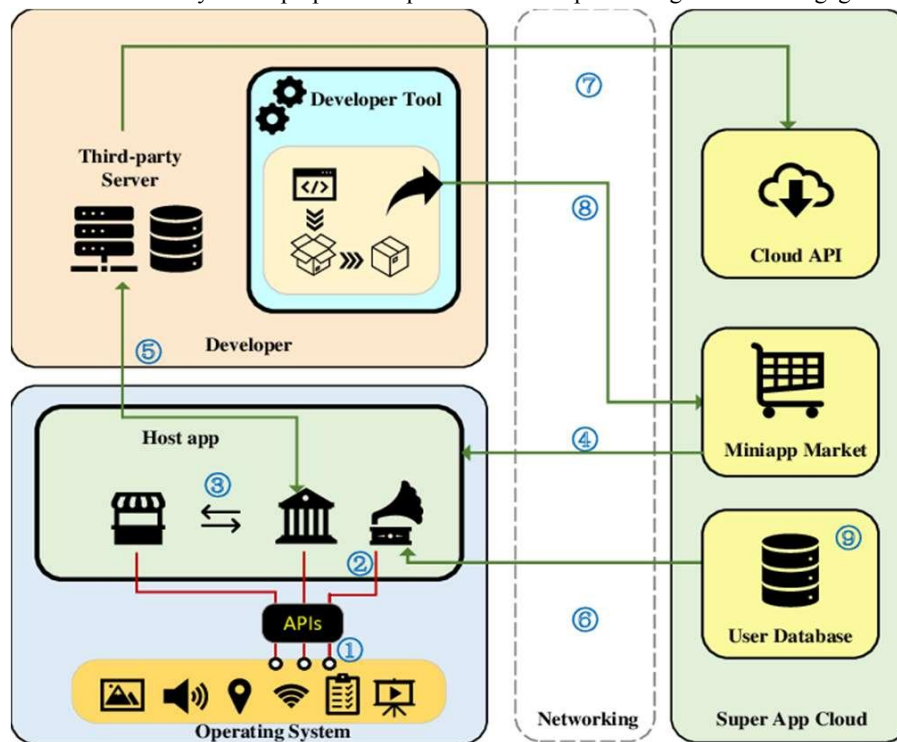 ⑦
Developer Tool
Third-party
Server
</>
⑧
Cloud API
Developer
⑤
Host app
④
Miniapp Market
③
②
⑨
APIs
①
⑥
User Database
Operating System
Networking
Super App Cloud